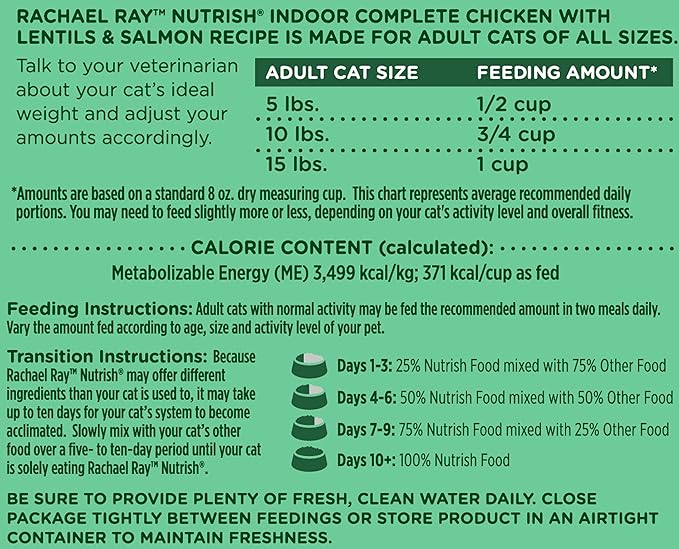 RACHAEL RAY™ NUTRISH® INDOOR COMPLETE CHICKEN WITH
LENTILS & SALMON RECIPE IS MADE FOR ADULT CATS OF ALL SIZES.
Talk to your veterinarian
about your cat's ideal
weight and adjust your
amounts accordingly.
ADULT CAT SIZE FEEDING AMOUNT*
5 lbs. 1/2 cup
10 lbs. 3/4 cup
15 lbs. 1 cup
*Amounts are based on a standard 8 oz. dry measuring cup. This chart represents average recommended daily
portions. You may need to feed slightly more or less, depending on your cat's activity level and overall fitness.
CALORIE CONTENT (calculated):
Metabolizable Energy (ME) 3,499 kcal/kg; 371 kcal/cup as fed
Feeding Instructions: Adult cats with normal activity may be fed the recommended amount in two meals daily.
Vary the amount fed according to age, size and activity level of your pet.
Transition Instructions: Because
Rachael Ray™ Nutrish® may offer different
ingredients than your cat is used to, it may take
up to ten days for your cat's system to become
acclimated. Slowly mix with your cat's other
food over a five- to ten-day period until your cat
is solely eating Rachael Ray™ Nutrish®.
Days 1-3: 25% Nutrish Food mixed with 75% Other Food
Days 4-6: 50% Nutrish Food mixed with 50% Other Food
Days 7-9: 75% Nutrish Food mixed with 25% Other Food
Days 10+: 100% Nutrish Food
BE SURE TO PROVIDE PLENTY OF FRESH, CLEAN WATER DAILY. CLOSE
PACKAGE TIGHTLY BETWEEN FEEDINGS OR STORE PRODUCT IN AN AIRTIGHT
CONTAINER TO MAINTAIN FRESHNESS.